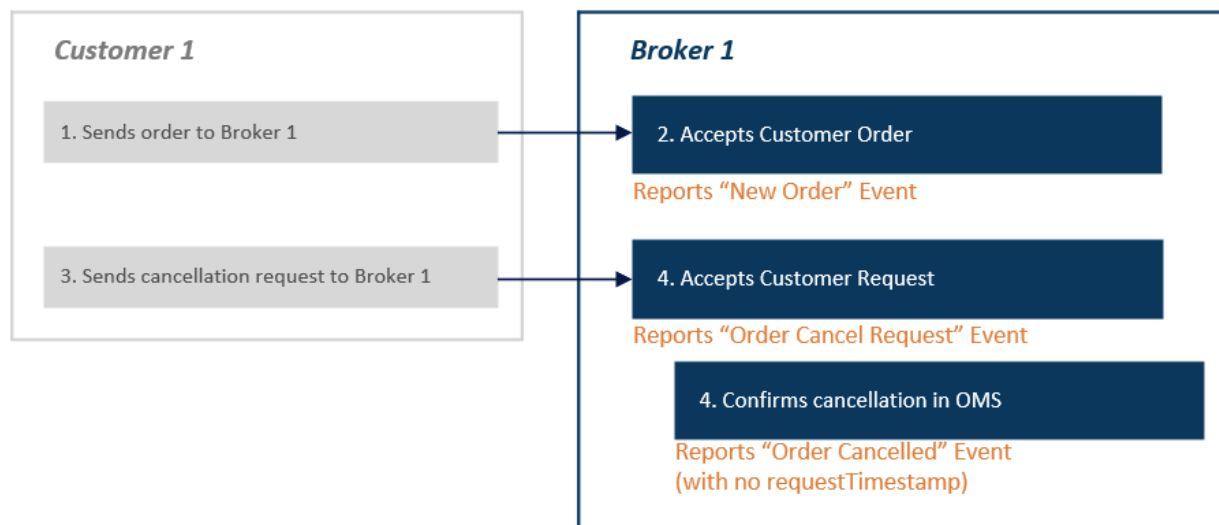 Customer 1
Broker 1
1. Sends order to Broker 1
2. Accepts Customer Order
Reports “New Order” Event
3. Sends cancellation request to Broker 1
4. Accepts Customer Request
Reports “Order Cancel Request” Event
4. Confirms cancellation in OMS
Reports “Order Cancelled” Event
(with no requestTimestamp)